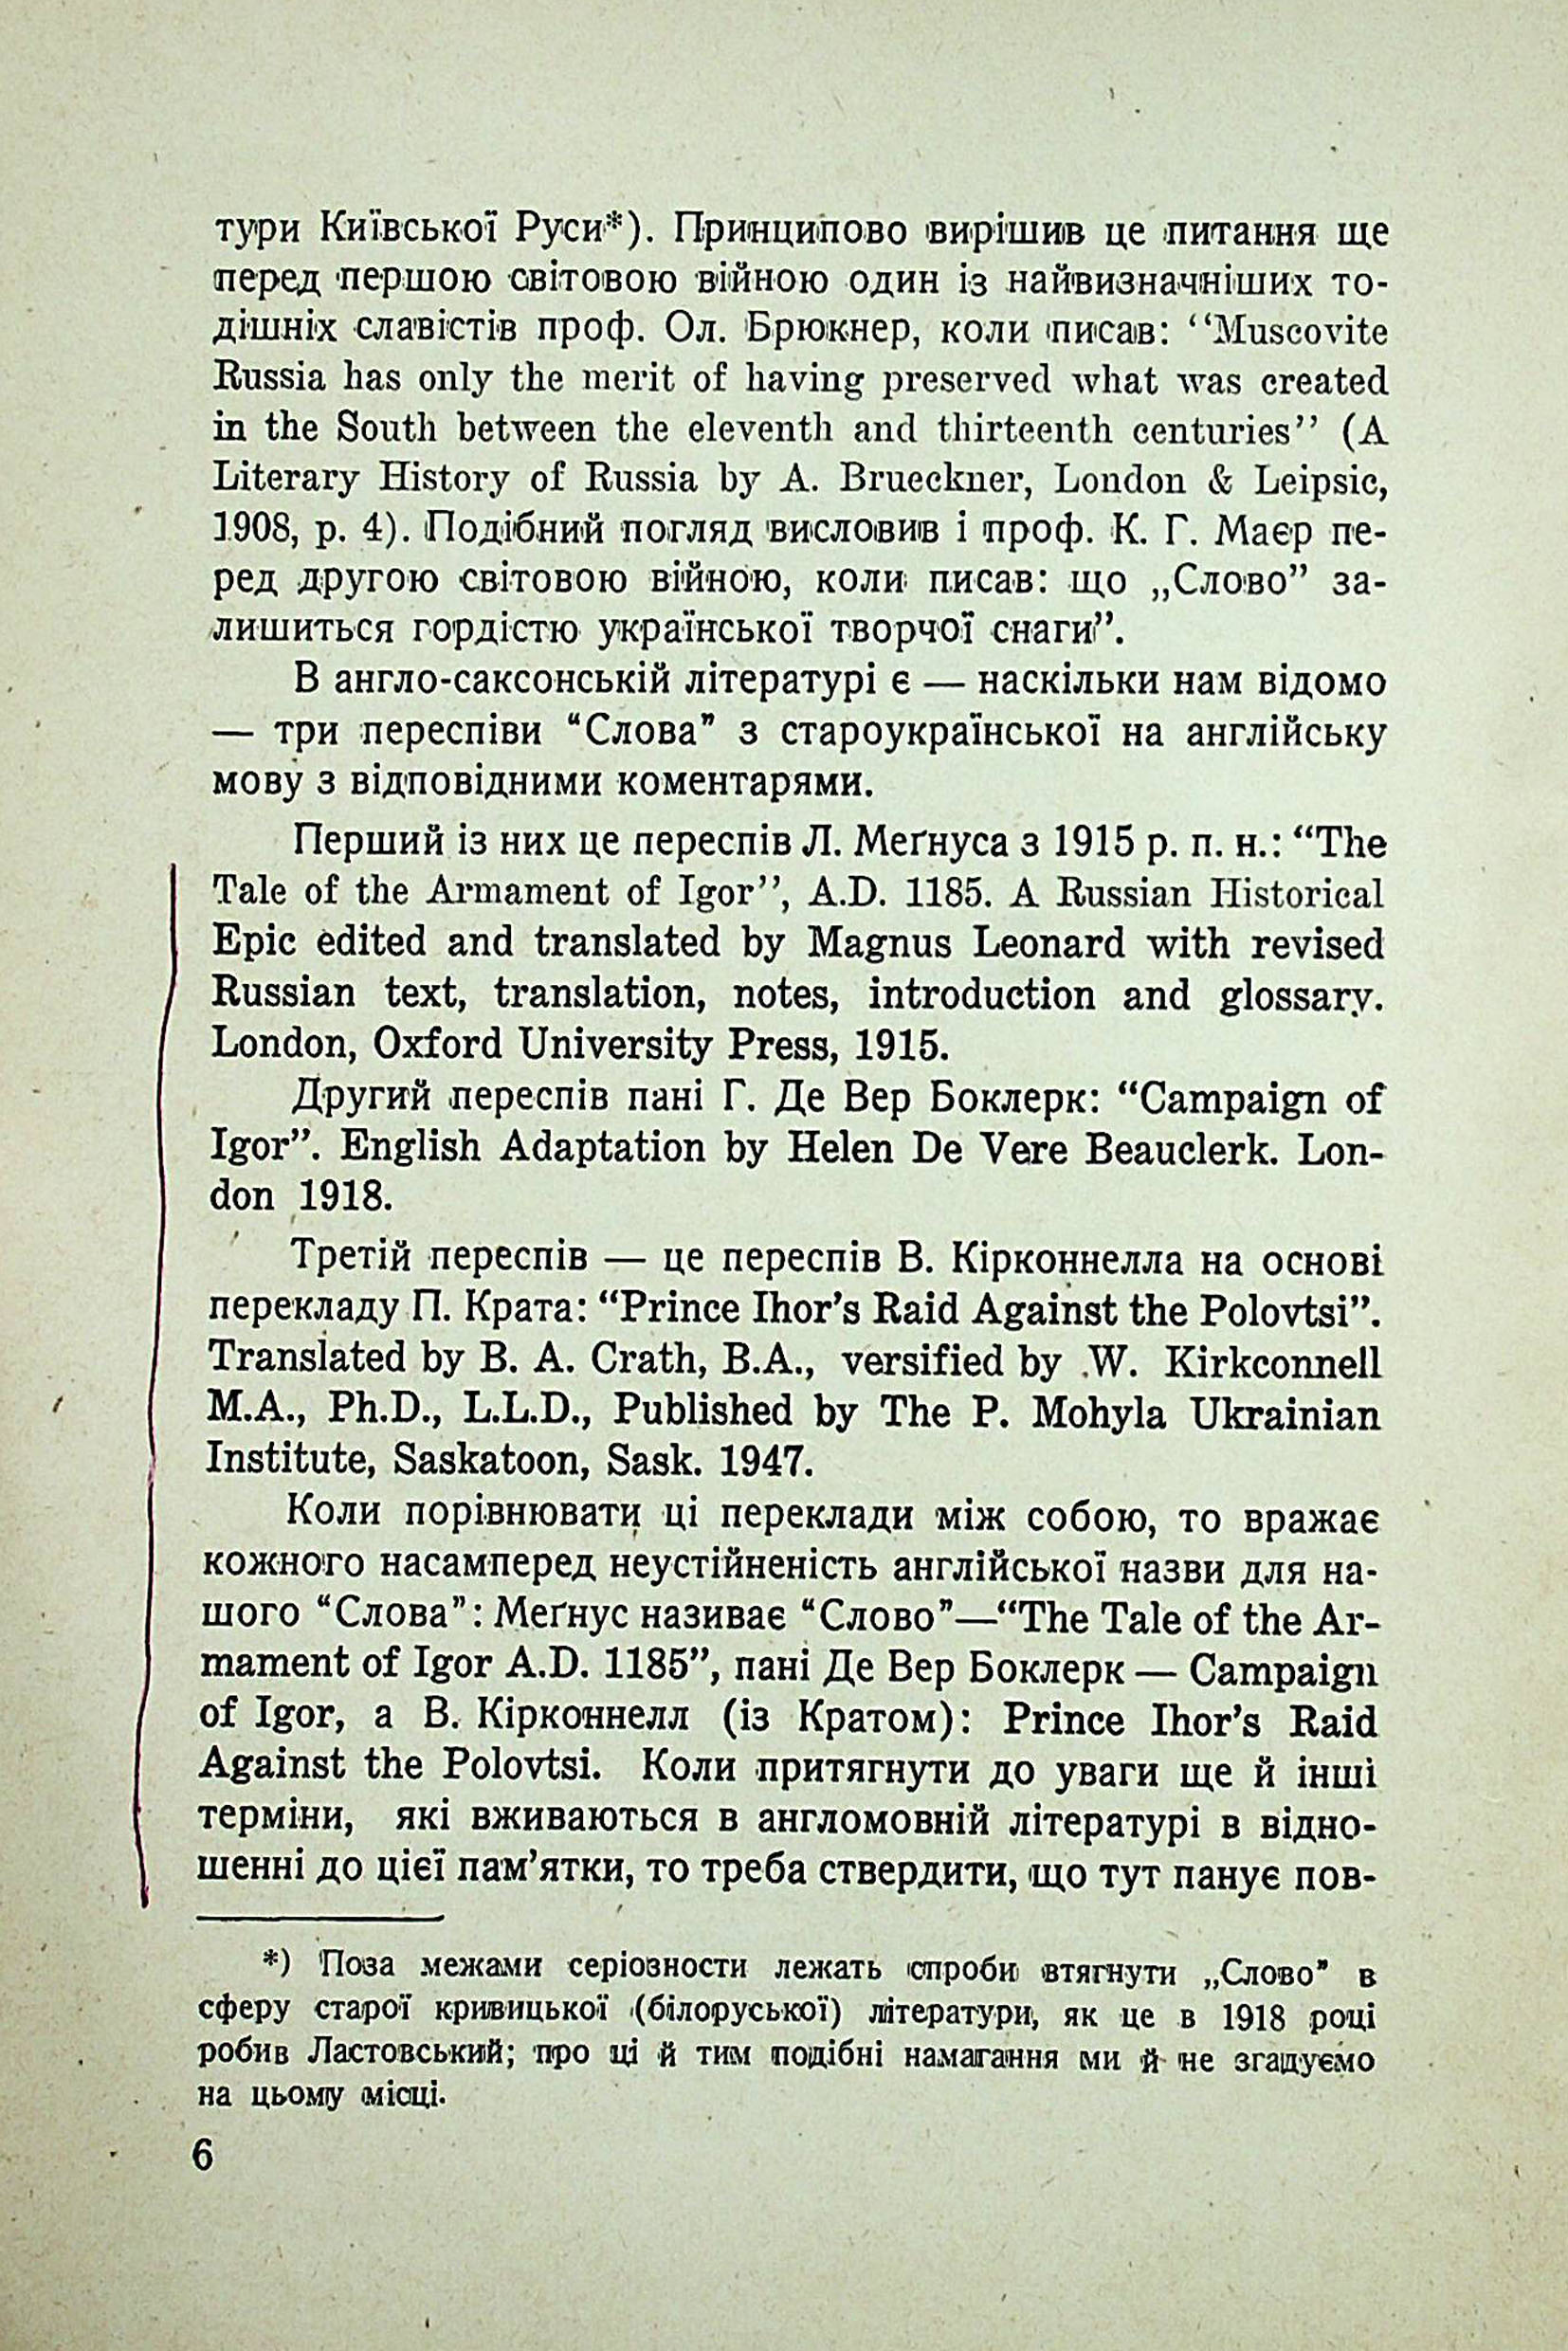 тури Київської Руси*). Принципово вирішив це питання ще
перед першою світовою війною один із найвизначніших то-
дішніх славістів проф. Ол. Брюкнер, коли писав: ‘‘Muscovite
Russia has only the merit of having preserved what was created
in the South between the eleventh and thirteenth centuries’’ (A
Literary History of Russia by A. Brueckner, London & Leipsic,
1908, p. 4). Подібний погляд висловив і проф. К. Г. Маєр пе-
ред другою світовою війною, коли писав: що „Слово” за-
лишиться гордістю української творчої снаги”.
В англо-саксонській літературі є — наскільки нам відомо
— три переспіви “Слова” з староукраїнської на англійську
мову з відповідними коментарями.
Перший із них це переспів Л. Меґнуса з 1915 р. п. н.: “The
Tale of the Armament of Igor’’, A.D. 1185. A Russian Historical
Epic edited and translated by Magnus Leonard with revised
Russian text, translation, notes, introduction and glossary.
London, Oxford University Press, 1915.
Другий переспів пані Г. Де Вер Боклерк: “Campaign of
Igor”. English Adaptation by Helen De Vere Beauclerk. Lon-
don 1918.
Третій переспів — це переспів В. Кірконнелла на основі
перекладу П. Крата: “Prince Ihor’s Raid Against the Polovtsi”.
Translated by B. A. Crath, B.A., versified by W. Kirkconnell
M.A., Ph.D., L.L.D., Published by The P. Mohyla Ukrainian
Institute, Saskatoon, Sask. 1947.
Коли порівнювати ці переклади між собою, то вражає
кожного насамперед неустійненість англійської назви для на-
шого “Слова”: Меґнус називає “Слово”—“The Tale of the Ar-
mament of Igor A.D. 1185”, пані Де Вер Боклерк — Campaign
of Igor, а В. Кірконнелл (із Кратом): Prince Ihor’s Raid
Against the Polovtsi. Коли притягнути до уваги ще й інші
терміни, які вживаються в англомовній літературі в відно-
шенні до цієї пам’ятки, то треба ствердити, що тут панує пов-
*) Поза межами серіозности лежать спроби втягнути „Слово” в
сферу старої кривицької (білоруської) літератури, як це в 1918 році
робив Ластовський; про ці й тим подібні намагання ми й не згадуємо
на цьому місці.
6